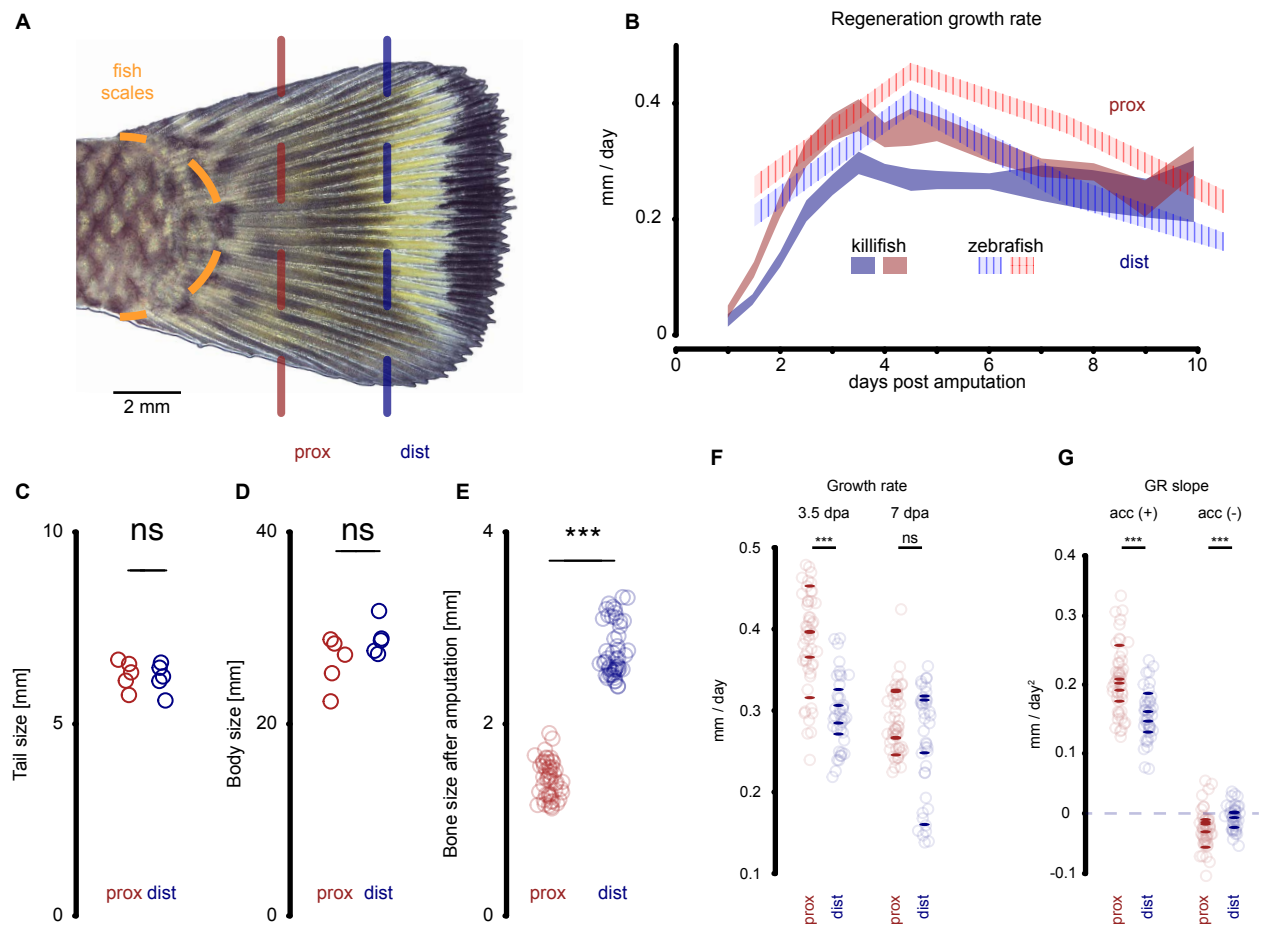 A
fish
scales
2 mm
prox
dist
B
Regeneration growth rate
mm / day
0.4
0.2
0
prox
killifish
zebrafish
dist
0
2
4
6
8
10
days post amputation
C
ns
Tail size [mm]
10
5
0
prox dist
D
ns
Body size [mm]
40
20
0
prox dist
E
***
Bone size after amputation [mm]
4
2
0
prox
dist
F
Growth rate
3.5 dpa
7 dpa
***
ns
mm / day
0.5
0.4
0.3
0.2
0.1
prox
dist
prox
dist
G
GR slope
acc (+)
acc (-)
***
***
mm / day²
0.4
0.3
0.2
0.1
0
-0.1
prox
dist
prox
dist